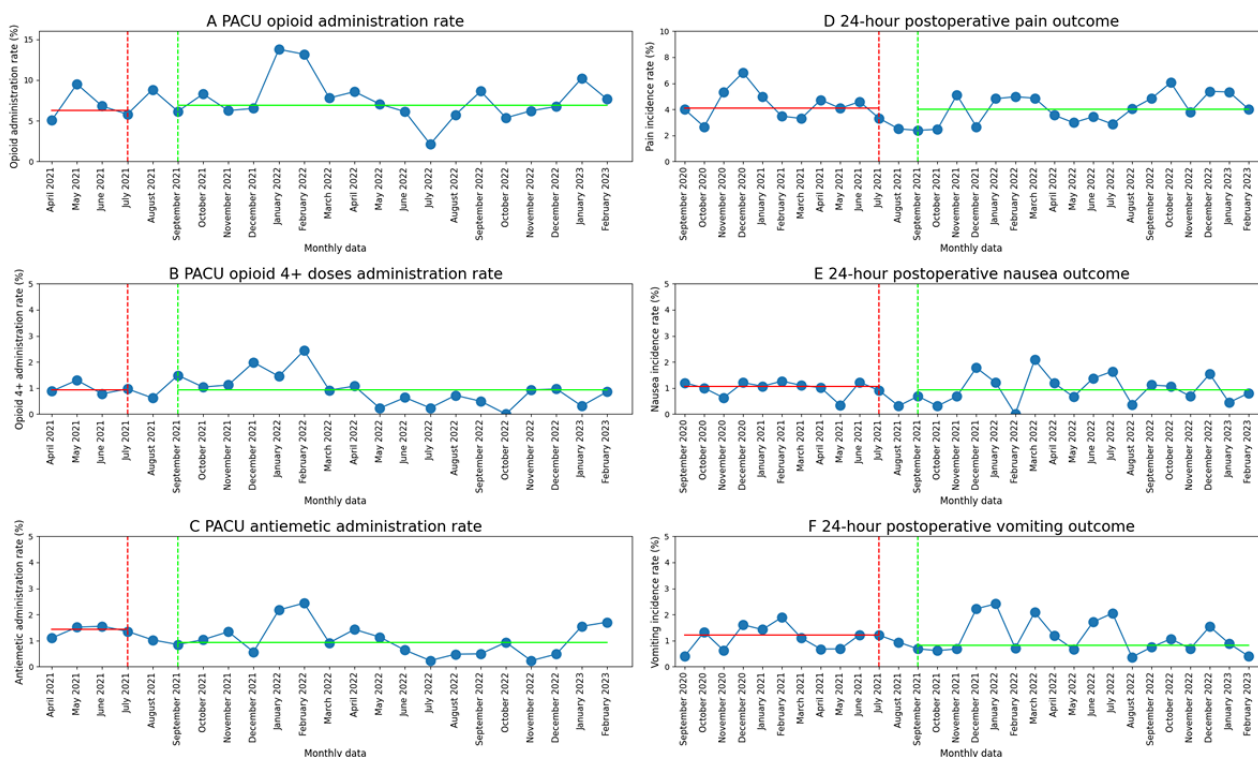 A PACU opioid administration rate
Opioid administration rate (%)
15
10
5
0
April 2021
May 2021
June 2021
July 2021
August 2021
September 2021
October 2021
November 2021
December 2021
January 2022
February 2022
March 2022
April 2022
May 2022
June 2022
July 2022
August 2022
September 2022
October 2022
November 2022
December 2022
January 2023
February 2023
Monthly data
B PACU opioid 4+ doses administration rate
Opioid 4+ administration rate (%)
5
4
3
2
1
0
April 2021
May 2021
June 2021
July 2021
August 2021
September 2021
October 2021
November 2021
December 2021
January 2022
February 2022
March 2022
April 2022
May 2022
June 2022
July 2022
August 2022
September 2022
October 2022
November 2022
December 2022
January 2023
February 2023
Monthly data
C PACU antiemetic administration rate
Antiemetic administration rate (%)
5
4
3
2
1
0
April 2021
May 2021
June 2021
July 2021
August 2021
September 2021
October 2021
November 2021
December 2021
January 2022
February 2022
March 2022
April 2022
May 2022
June 2022
July 2022
August 2022
September 2022
October 2022
November 2022
December 2022
January 2023
February 2023
Monthly data
D 24-hour postoperative pain outcome
Pain incidence rate (%)
10
8
6
4
2
0
September 2020
October 2020
November 2020
December 2020
January 2021
February 2021
March 2021
April 2021
May 2021
June 2021
July 2021
August 2021
September 2021
October 2021
November 2021
December 2021
January 2022
February 2022
March 2022
April 2022
May 2022
June 2022
July 2022
August 2022
September 2022
October 2022
November 2022
December 2022
January 2023
February 2023
Monthly data
E 24-hour postoperative nausea outcome
Nausea incidence rate (%)
5
4
3
2
1
0
September 2020
October 2020
November 2020
December 2020
January 2021
February 2021
March 2021
April 2021
May 2021
June 2021
July 2021
August 2021
September 2021
October 2021
November 2021
December 2021
January 2022
February 2022
March 2022
April 2022
May 2022
June 2022
July 2022
August 2022
September 2022
October 2022
November 2022
December 2022
January 2023
February 2023
Monthly data
F 24-hour postoperative vomiting outcome
Vomiting incidence rate (%)
5
4
3
2
1
0
September 2020
October 2020
November 2020
December 2020
January 2021
February 2021
March 2021
April 2021
May 2021
June 2021
July 2021
August 2021
September 2021
October 2021
November 2021
December 2021
January 2022
February 2022
March 2022
April 2022
May 2022
June 2022
July 2022
August 2022
September 2022
October 2022
November 2022
December 2022
January 2023
February 2023
Monthly data